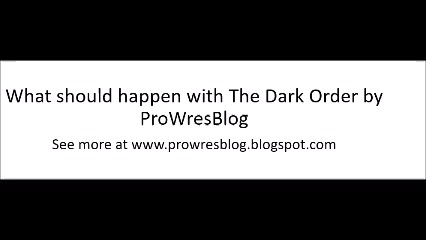 What should happen with The Dark Order by
ProWresBlog
See more at www.prowresblog.blogspot.com